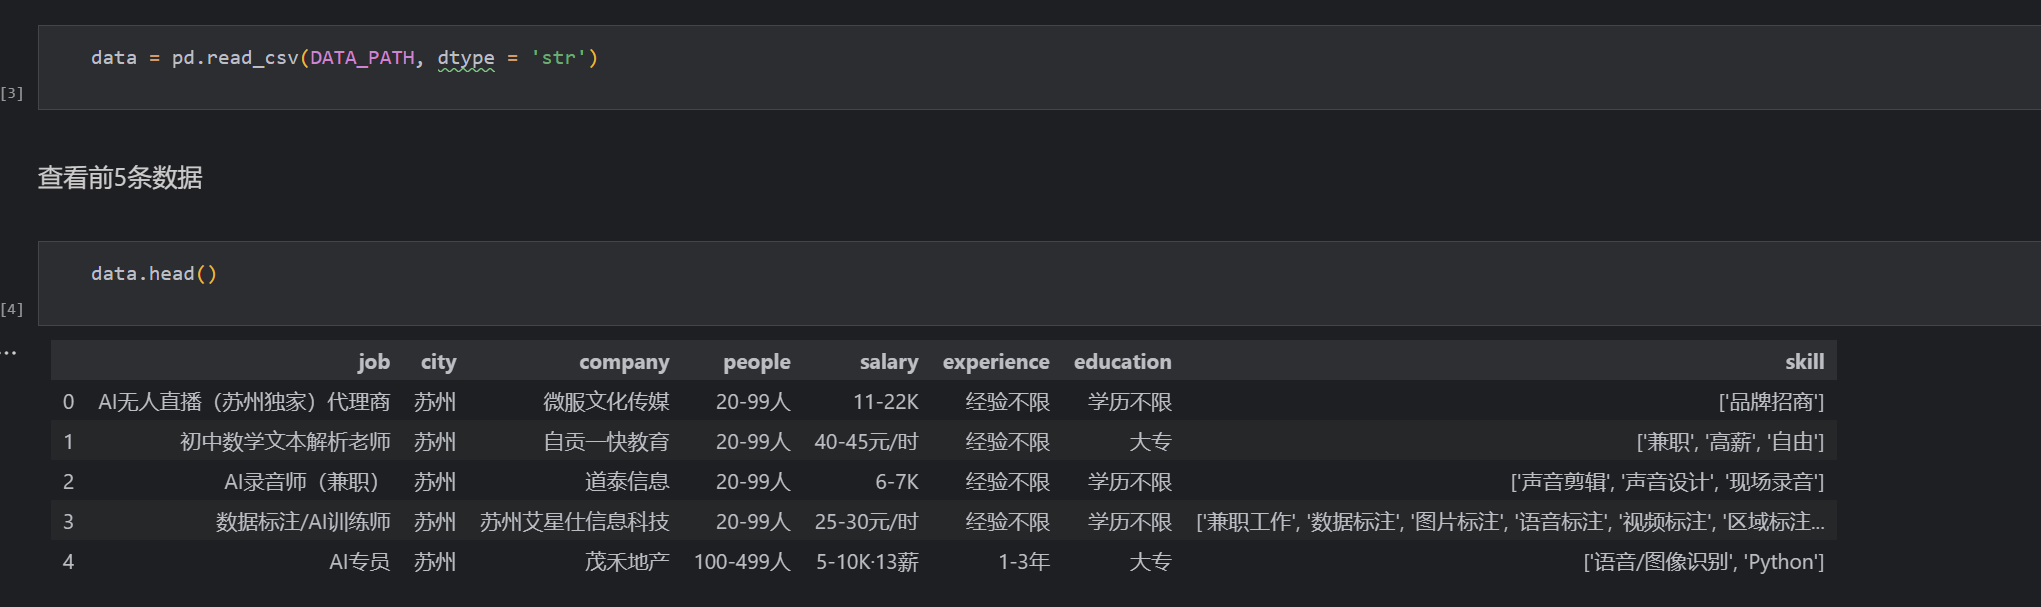 data = pd.read_csv(DATA_PATH, dtype = 'str')
[3]
查看前5条数据
data.head()
[4]
...
job city company people salary experience education skill
0 AI无人直播（苏州独家）代理商 苏州 微服文化传媒 20-99人 11-22K 经验不限 学历不限 ['品牌招商']
1 初中数学文本解析老师 苏州 自贡一快教育 20-99人 40-45元/时 经验不限 大专 ['兼职', '高薪', '自由']
2 AI录音师（兼职） 苏州 道泰信息 20-99人 6-7K 经验不限 学历不限 ['声音剪辑', '声音设计', '现场录音']
3 数据标注/AI训练师 苏州 苏州艾星仕信息科技 20-99人 25-30元/时 经验不限 学历不限 ['兼职工作', '数据标注', '图片标注', '语音标注', '视频标注', '区域标注...
4 AI专员 苏州 茂禾地产 100-499人 5-10K·13薪 1-3年 大专 ['语音/图像识别', 'Python']